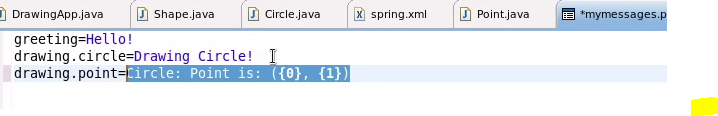 DrawingApp.java Shape.java Circle.java spring.xml Point.java *mymessages.p
greeting=Hello!
drawing.circle=Drawing Circle!
drawing.point=Circle: Point is: ({0}, {1})